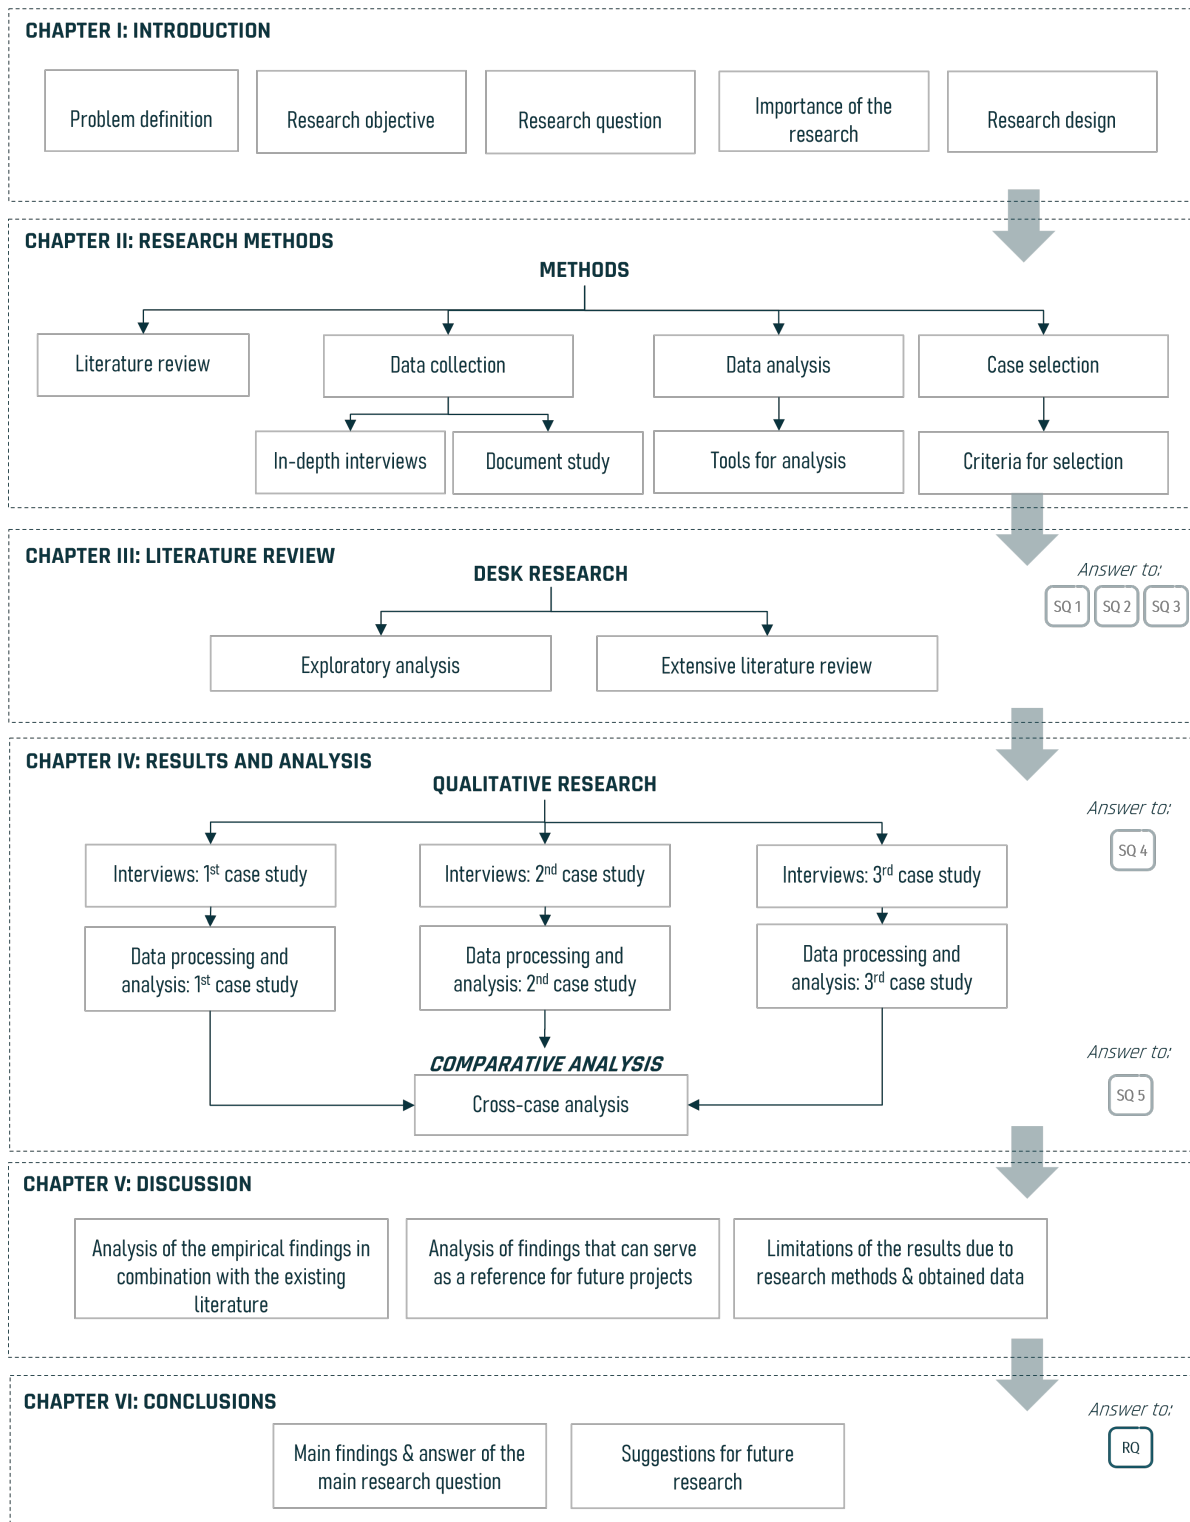 CHAPTER I: INTRODUCTION
Problem definition
Research objective
Research question
Importance of the
research
Research design
CHAPTER II: RESEARCH METHODS
METHODS
Literature review
Data collection
Data analysis
Case selection
In-depth interviews
Document study
Tools for analysis
Criteria for selection
CHAPTER III: LITERATURE REVIEW
DESK RESEARCH
Answer to:
SQ 1
SQ 2
SQ 3
Exploratory analysis
Extensive literature review
CHAPTER IV: RESULTS AND ANALYSIS
QUALITATIVE RESEARCH
Answer to:
SQ 4
Interviews: 1st case study
Interviews: 2nd case study
Interviews: 3rd case study
Data processing and
analysis: 1st case study
Data processing and
analysis: 2nd case study
Data processing and
analysis: 3rd case study
Answer to:
SQ 5
COMPARATIVE ANALYSIS
Cross-case analysis
CHAPTER V: DISCUSSION
Analysis of the empirical findings in
combination with the existing
literature
Analysis of findings that can serve
as a reference for future projects
Limitations of the results due to
research methods & obtained data
CHAPTER VI: CONCLUSIONS
Answer to:
RQ
Main findings & answer of the
main research question
Suggestions for future
research